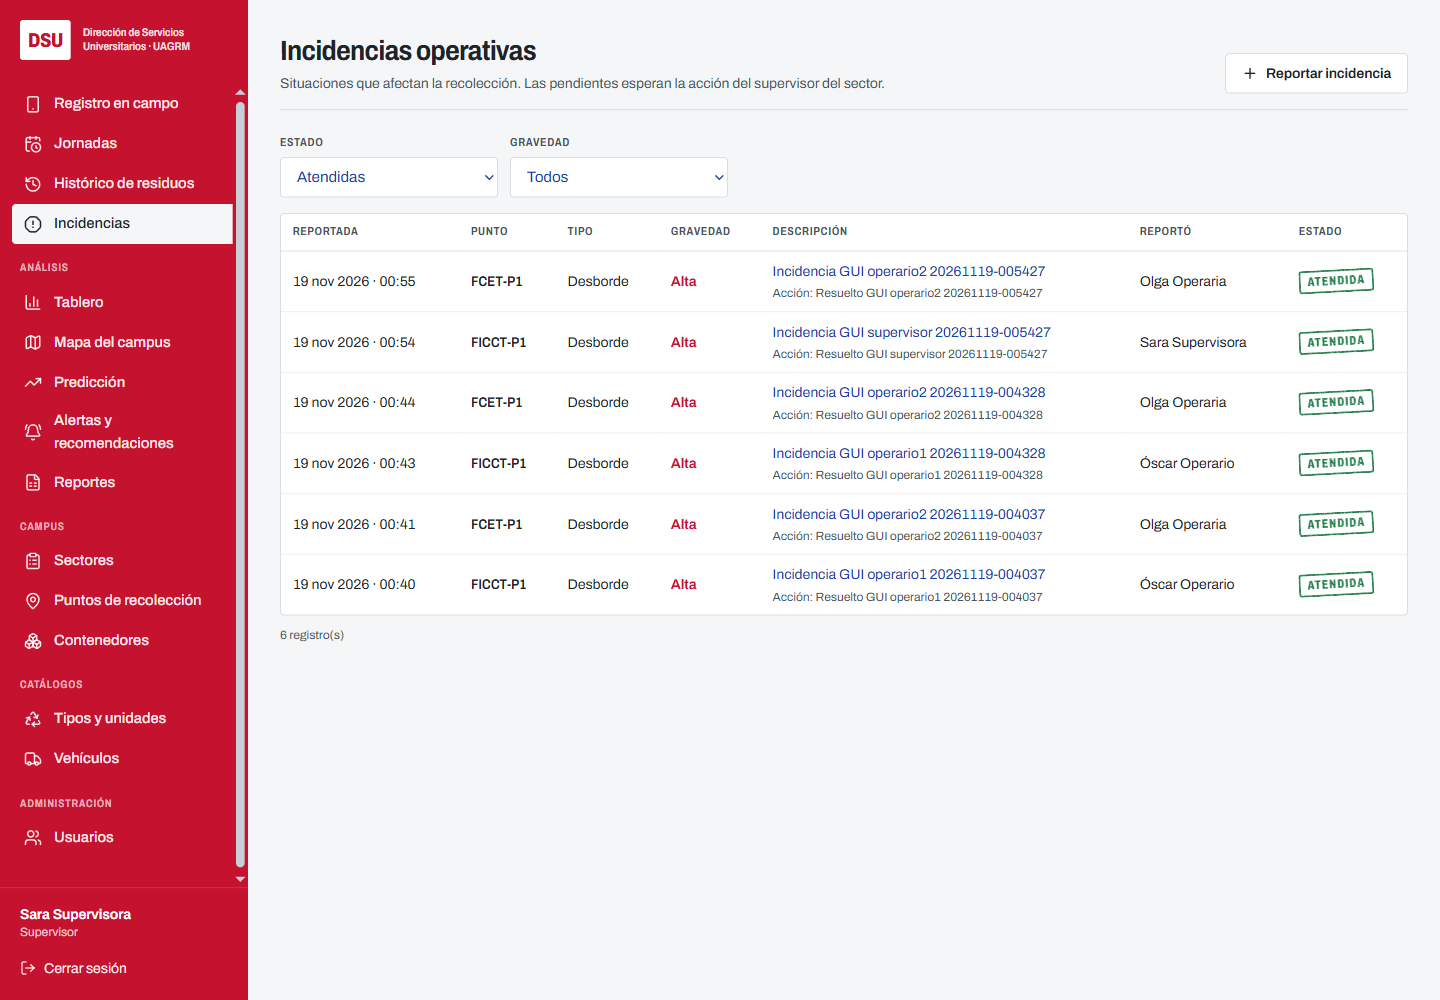 DSU
Dirección de Servicios
Universitarios · UAGRM
Registro en campo
Jornadas
Histórico de residuos
Incidencias
ANÁLISIS
Tablero
Mapa del campus
Predicción
Alertas y
recomendaciones
Reportes
CAMPUS
Sectores
Puntos de recolección
Contenedores
CATÁLOGOS
Tipos y unidades
Vehículos
ADMINISTRACIÓN
Usuarios
Sara Supervisora
Supervisor
Cerrar sesión
Incidencias operativas
Situaciones que afectan la recolección. Las pendientes esperan la acción del supervisor del sector.
Reportar incidencia
ESTADO GRAVEDAD
Atendidas Todos
REPORTADA PUNTO TIPO GRAVEDAD DESCRIPCIÓN REPORTÓ ESTADO
19 nov 2026 · 00:55 FCET-P1 Desborde Alta Incidencia GUI operario2 20261119-005427 Olga Operaria ATENDIDA
Acción: Resuelto GUI operario2 20261119-005427
19 nov 2026 · 00:54 FICCT-P1 Desborde Alta Incidencia GUI supervisor 20261119-005427 Sara Supervisora ATENDIDA
Acción: Resuelto GUI supervisor 20261119-005427
19 nov 2026 · 00:44 FCET-P1 Desborde Alta Incidencia GUI operario2 20261119-004328 Olga Operaria ATENDIDA
Acción: Resuelto GUI operario2 20261119-004328
19 nov 2026 · 00:43 FICCT-P1 Desborde Alta Incidencia GUI operario1 20261119-004328 Óscar Operario ATENDIDA
Acción: Resuelto GUI operario1 20261119-004328
19 nov 2026 · 00:41 FCET-P1 Desborde Alta Incidencia GUI operario2 20261119-004037 Olga Operaria ATENDIDA
Acción: Resuelto GUI operario2 20261119-004037
19 nov 2026 · 00:40 FICCT-P1 Desborde Alta Incidencia GUI operario1 20261119-004037 Óscar Operario ATENDIDA
Acción: Resuelto GUI operario1 20261119-004037
6 registro(s)